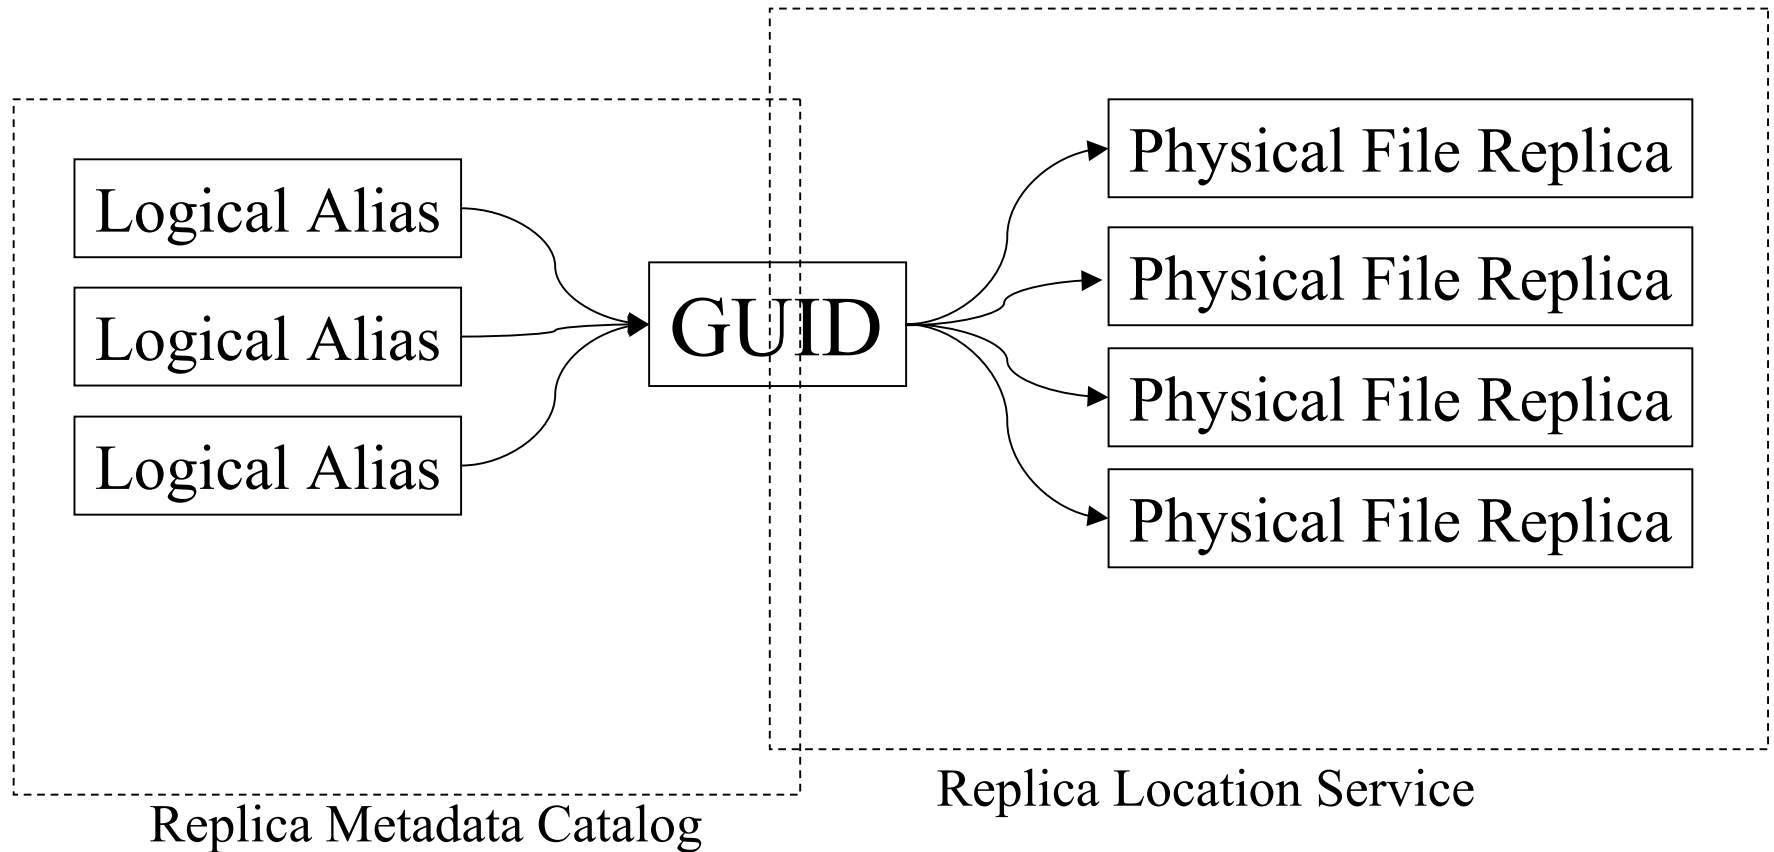 Logical Alias
Logical Alias
Logical Alias
GUID
Physical File Replica
Physical File Replica
Physical File Replica
Physical File Replica
Replica Metadata Catalog
Replica Location Service